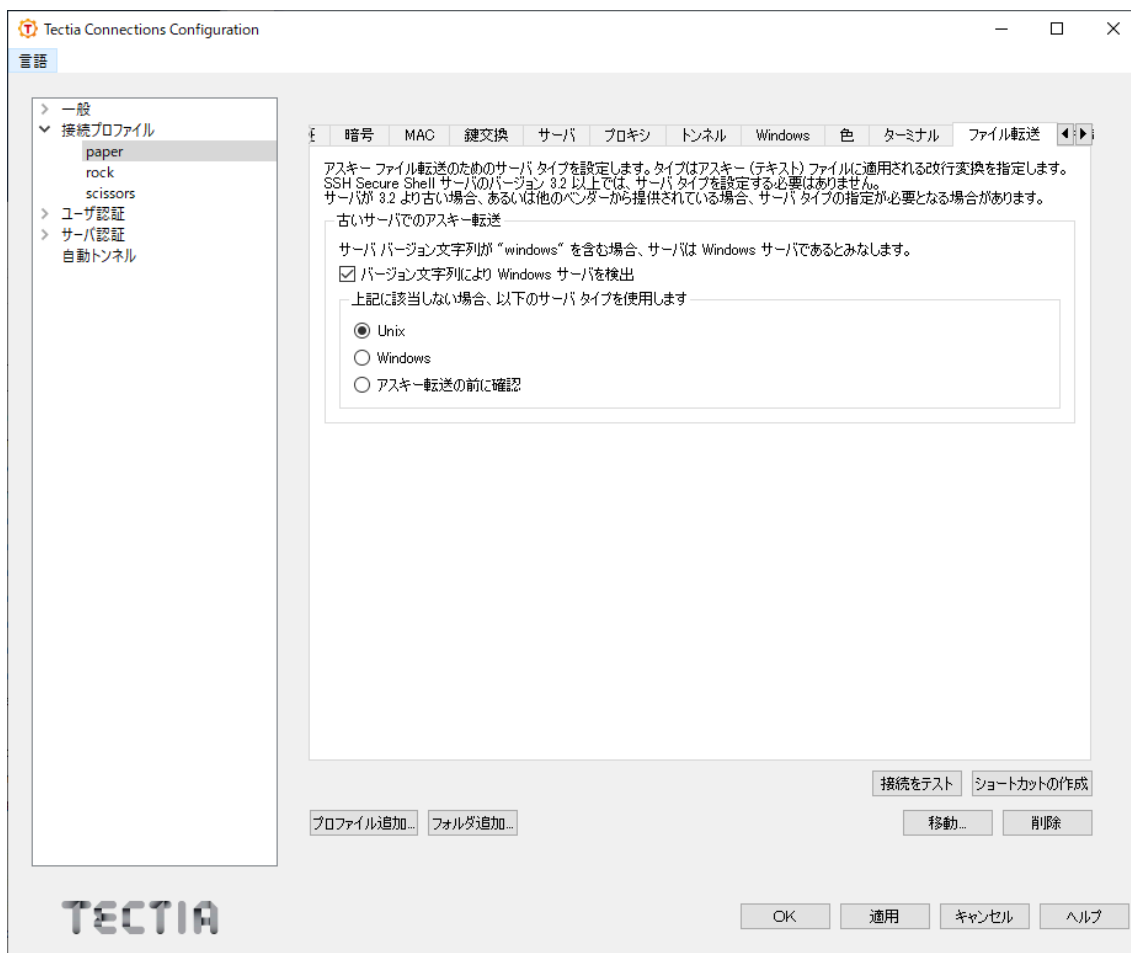 Tectia Connections Configuration
言語
一般
接続プロファイル
paper
rock
scissors
ユーザ認証
サーバ認証
自動トンネル
暗号 MAC 鍵交換 サーバ プロキシ トンネル Windows 色 ターミナル ファイル転送
アスキー ファイル転送のためのサーバ タイプを設定します。タイプはアスキー (テキスト) ファイルに適用される改行変換を指定します。
SSH Secure Shell サーバのバージョン 3.2 以上では、サーバ タイプを設定する必要はありません。
サーバが 3.2 より古い場合、あるいは他のベンダーから提供されている場合、サーバ タイプの指定が必要となる場合があります。
古いサーバでのアスキー転送
サーバ バージョン文字列が "windows" を含む場合、サーバは Windows サーバであるとみなします。
バージョン文字列により Windows サーバを検出
上記に該当しない場合、以下のサーバ タイプを使用します
Unix
Windows
アスキー転送の前に確認
接続をテスト ショートカットの作成
プロファイル追加... フォルダ追加... 移動... 削除
TECTIA
OK 適用 キャンセル ヘルプ